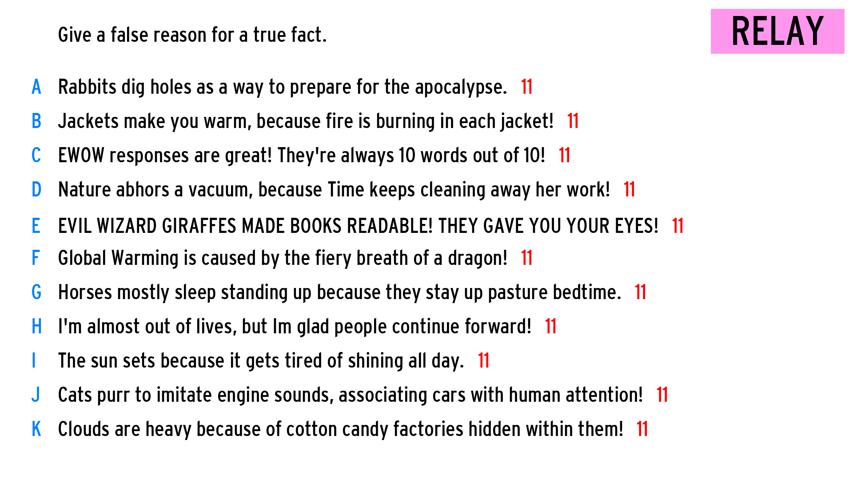 Give a false reason for a true fact.
RELAY
A Rabbits dig holes as a way to prepare for the apocalypse. 11
B Jackets make you warm, because fire is burning in each jacket! 11
C EWOW responses are great! They're always 10 words out of 10! 11
D Nature abhors a vacuum, because Time keeps cleaning away her work! 11
E EVIL WIZARD GIRAFFES MADE BOOKS READABLE! THEY GAVE YOU YOUR EYES! 11
F Global Warming is caused by the fiery breath of a dragon! 11
G Horses mostly sleep standing up because they stay up pasture bedtime. 11
H I'm almost out of lives, but Im glad people continue forward! 11
I The sun sets because it gets tired of shining all day. 11
J Cats purr to imitate engine sounds, associating cars with human attention! 11
K Clouds are heavy because of cotton candy factories hidden within them! 11